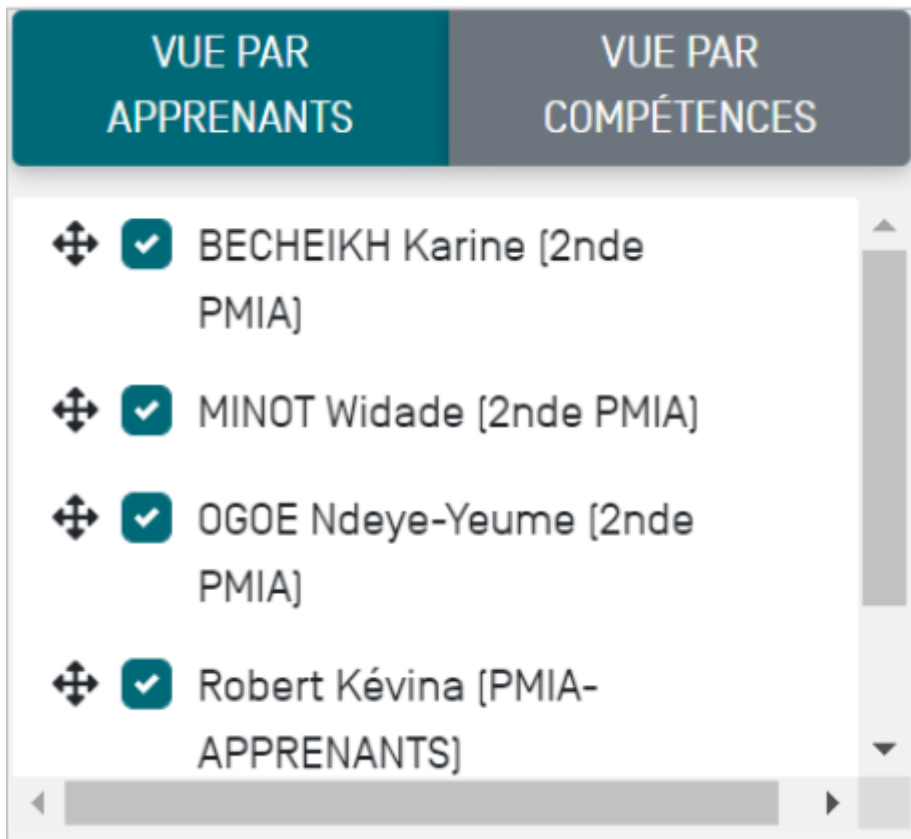 VUE PAR
APPRENANTS
VUE PAR
COMPÉTENCES
BECHEIKH Karine (2nde
PMIA)
MINOT Widade (2nde PMIA)
OGOE Ndeye-Yeume (2nde
PMIA)
Robert Kévina (PMIA-
APPRENANTS)